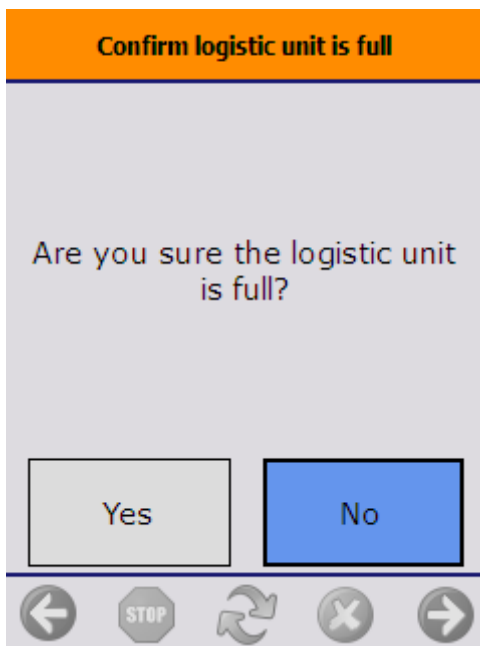 Confirm logistic unit is full
Are you sure the logistic unit
is full?
Yes
No
STOP